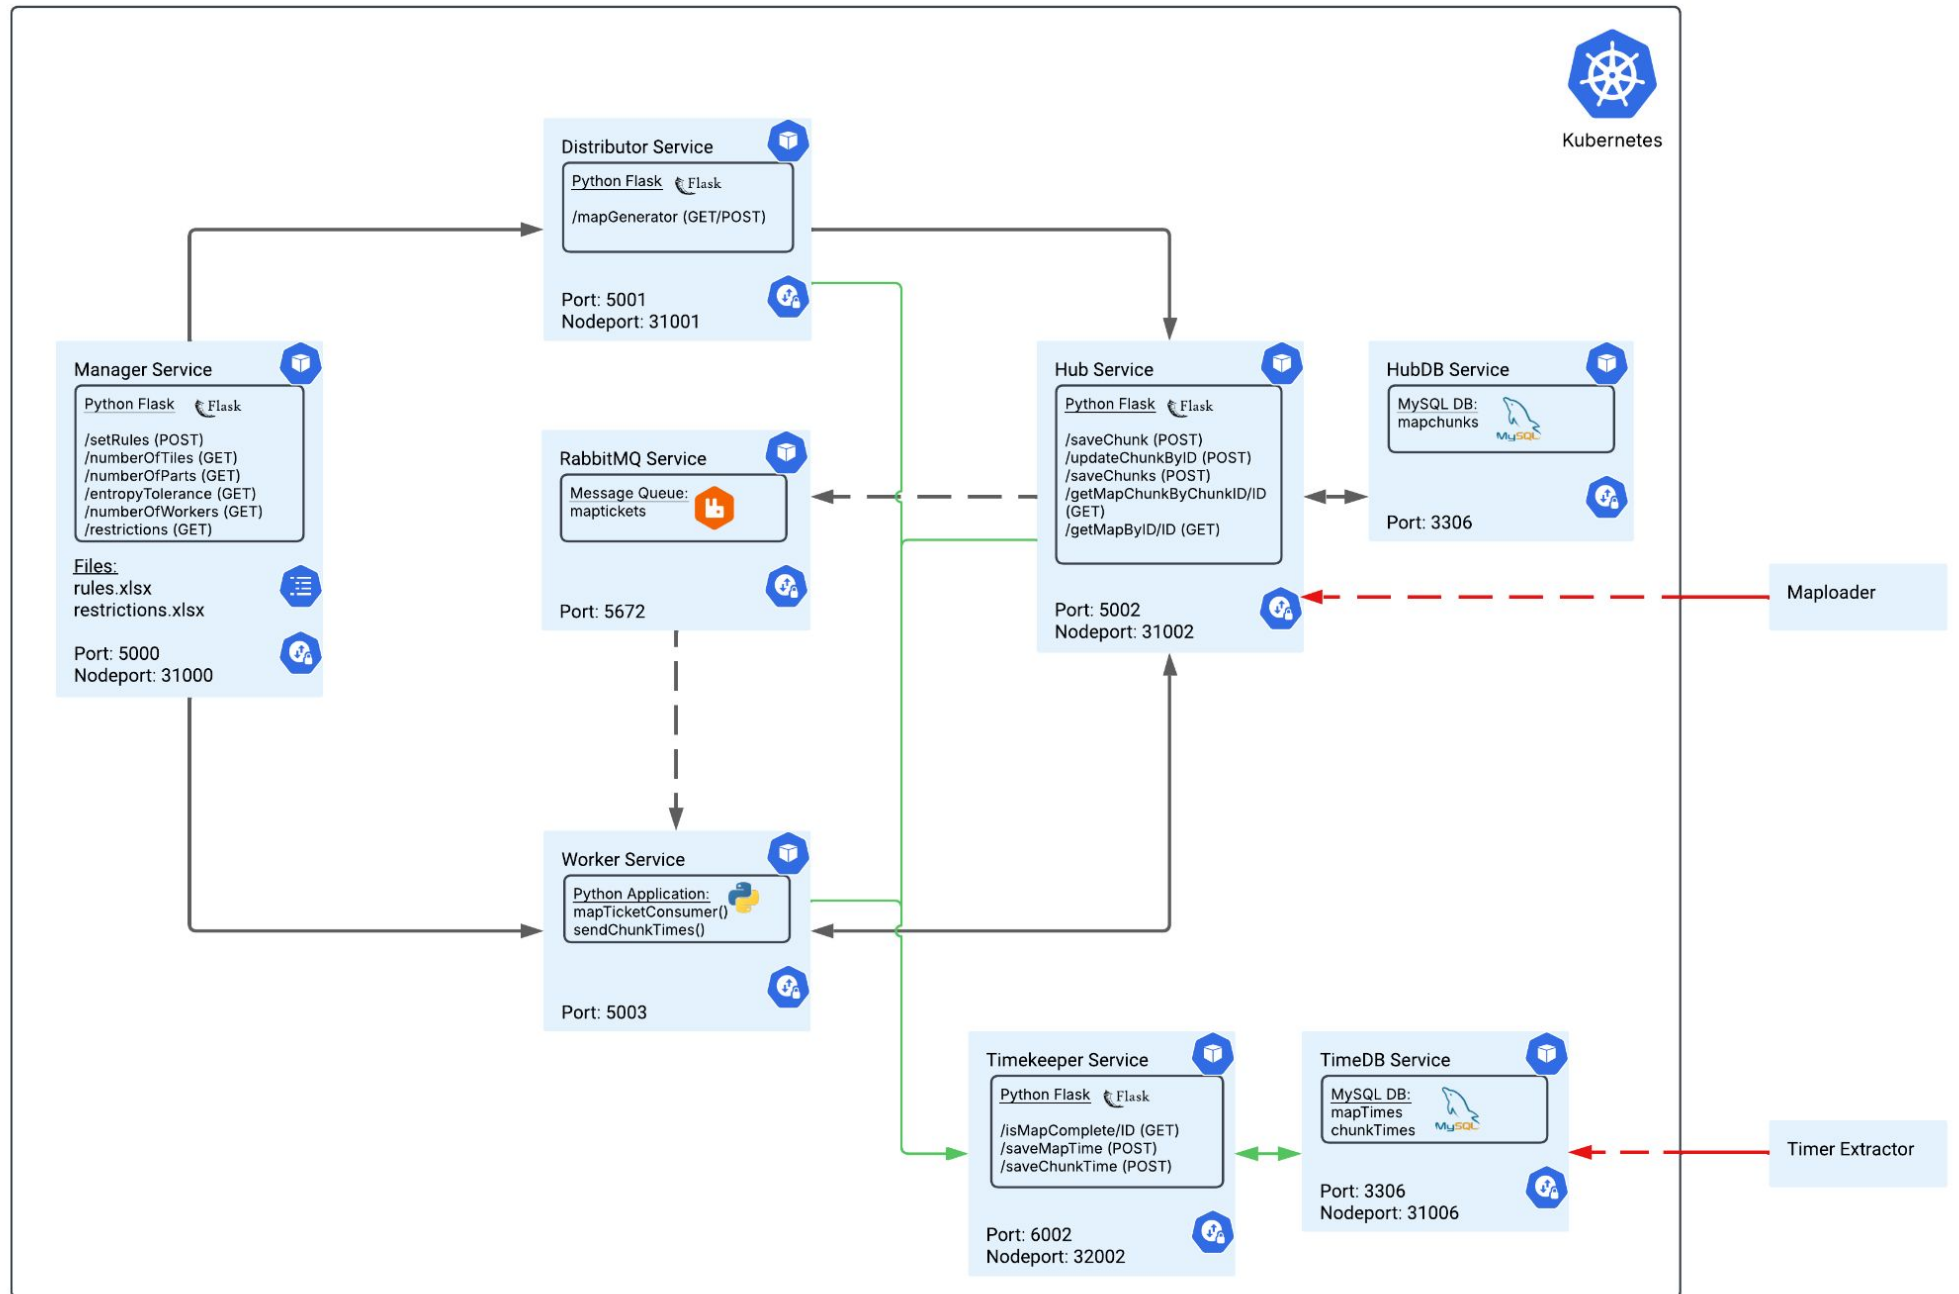 Kubernetes
Distributor Service
Python Flask Flask
/mapGenerator (GET/POST)
Port: 5001
Nodeport: 31001
Manager Service
Python Flask Flask
/setRules (POST)
/numberOfTiles (GET)
/numberOfParts (GET)
/entropyTolerance (GET)
/numberOfWorkers (GET)
/restrictions (GET)
Files:
rules.xlsx
restrictions.xlsx
Port: 5000
Nodeport: 31000
RabbitMQ Service
Message Queue:
maptickets
Port: 5672
Hub Service
Python Flask Flask
/saveChunk (POST)
/updateChunkByID (POST)
/saveChunks (POST)
/getMapChunkByChunkID/ID
(GET)
/getMapByID/ID (GET)
Port: 5002
Nodeport: 31002
HubDB Service
MySQL DB:
mapchunks
MySQL
Port: 3306
Maploader
Worker Service
Python Application:
mapTicketConsumer()
sendChunkTimes()
Port: 5003
Timekeeper Service
Python Flask Flask
/isMapComplete/ID (GET)
/saveMapTime (POST)
/saveChunkTime (POST)
Port: 6002
Nodeport: 32002
TimeDB Service
MySQL DB:
mapTimes
chunkTimes
MySQL
Port: 3306
Nodeport: 31006
Timer Extractor